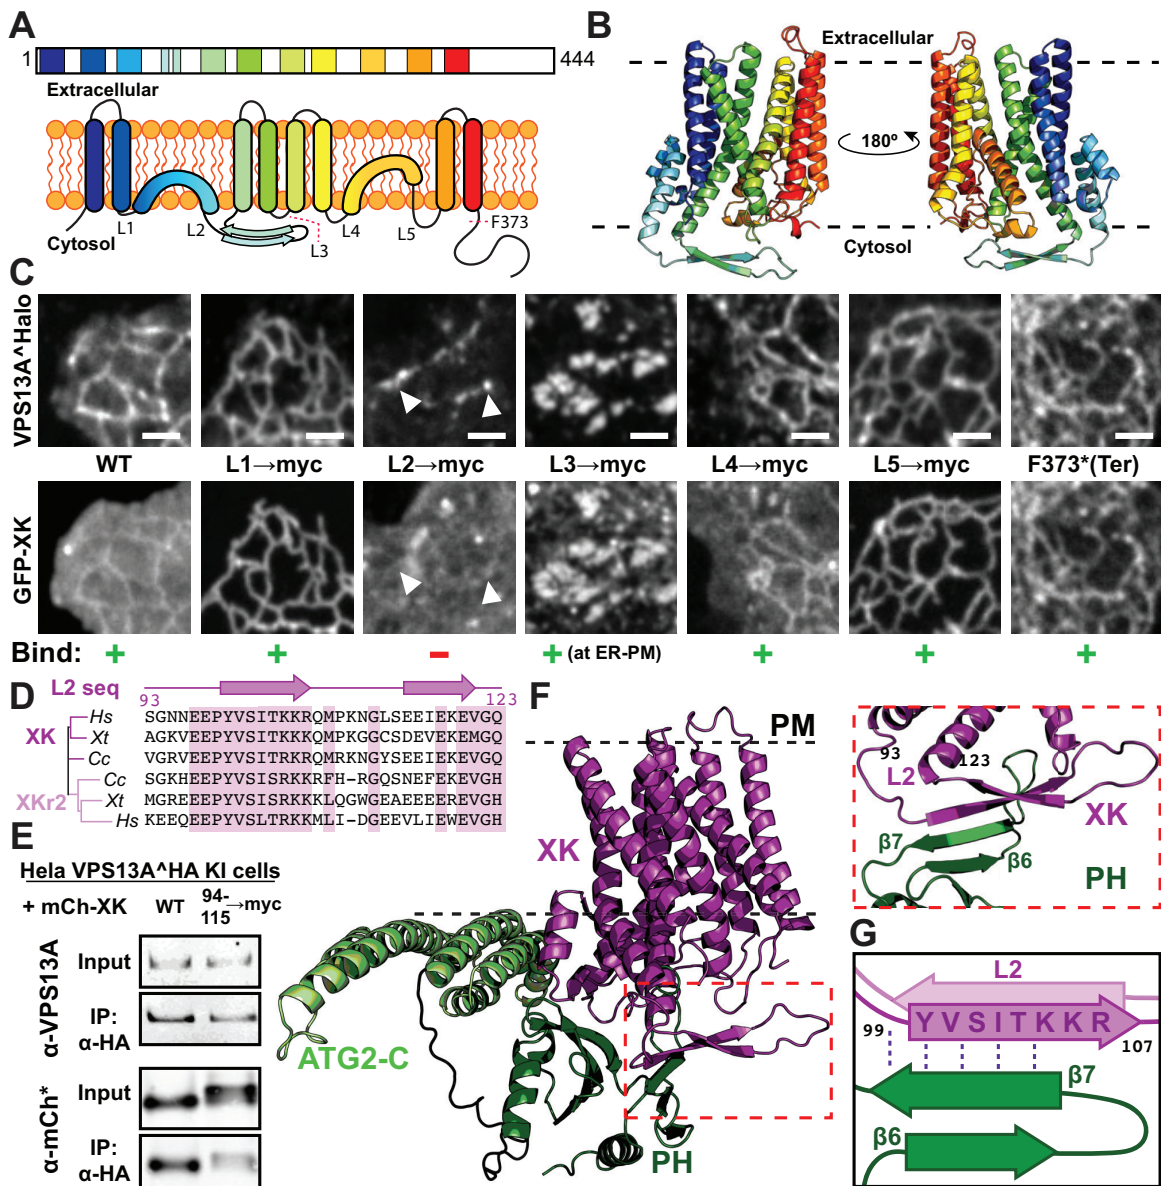 A
1
444
Extracellular
L1
L2
L3
L4
L5
F373
Cytosol
B
Extracellular
180º
Cytosol
C
VPS13A^Halo
WT
L1→myc
L2→myc
L3→myc
L4→myc
L5→myc
F373*(Ter)
GFP-XK
Bind:
+
+
−
+ (at ER-PM)
+
+
+
D
L2 seq
93
123
XK
Hs SGNNEEPYVSITKKRQMPKNGLSEEIEKEVGQ
Xt AGKVEEPYVSITKKRQMPKGGCSDEVEKEMGQ
Cc VGRVEEPYVSITKKRQMPKNGYSEEIEKEVGQ
XKr2
Cc SGKHEEPYVSISRKKRFH-RGQSNEFEKEVGH
Xt MGREEEPYVSISRKKKLQGWGEAEEEEREVGH
Hs KEEQEEPYVSLTRKKMLI-DGEEVLIEWEVGH
E
Hela VPS13A^HA KI cells
+ mCh-XK
WT
94-115→myc
α-VPS13A
Input
IP: α-HA
α-mCh*
Input
IP: α-HA
F
PM
XK
ATG2-C
PH
93
L2
123
XK
β7
β6
PH
G
L2
YVSITKKR
99
107
β7
β6